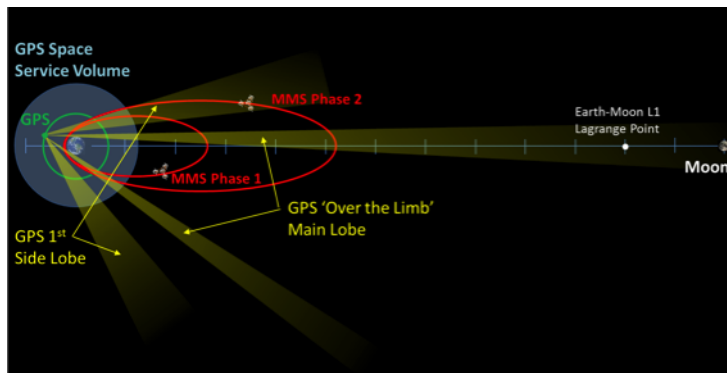 GPS Space
Service Volume
GPS
MMS Phase 2
MMS Phase 1
Earth-Moon L1
Lagrange Point
Moon
GPS 'Over the Limb'
Main Lobe
GPS 1st
Side Lobe